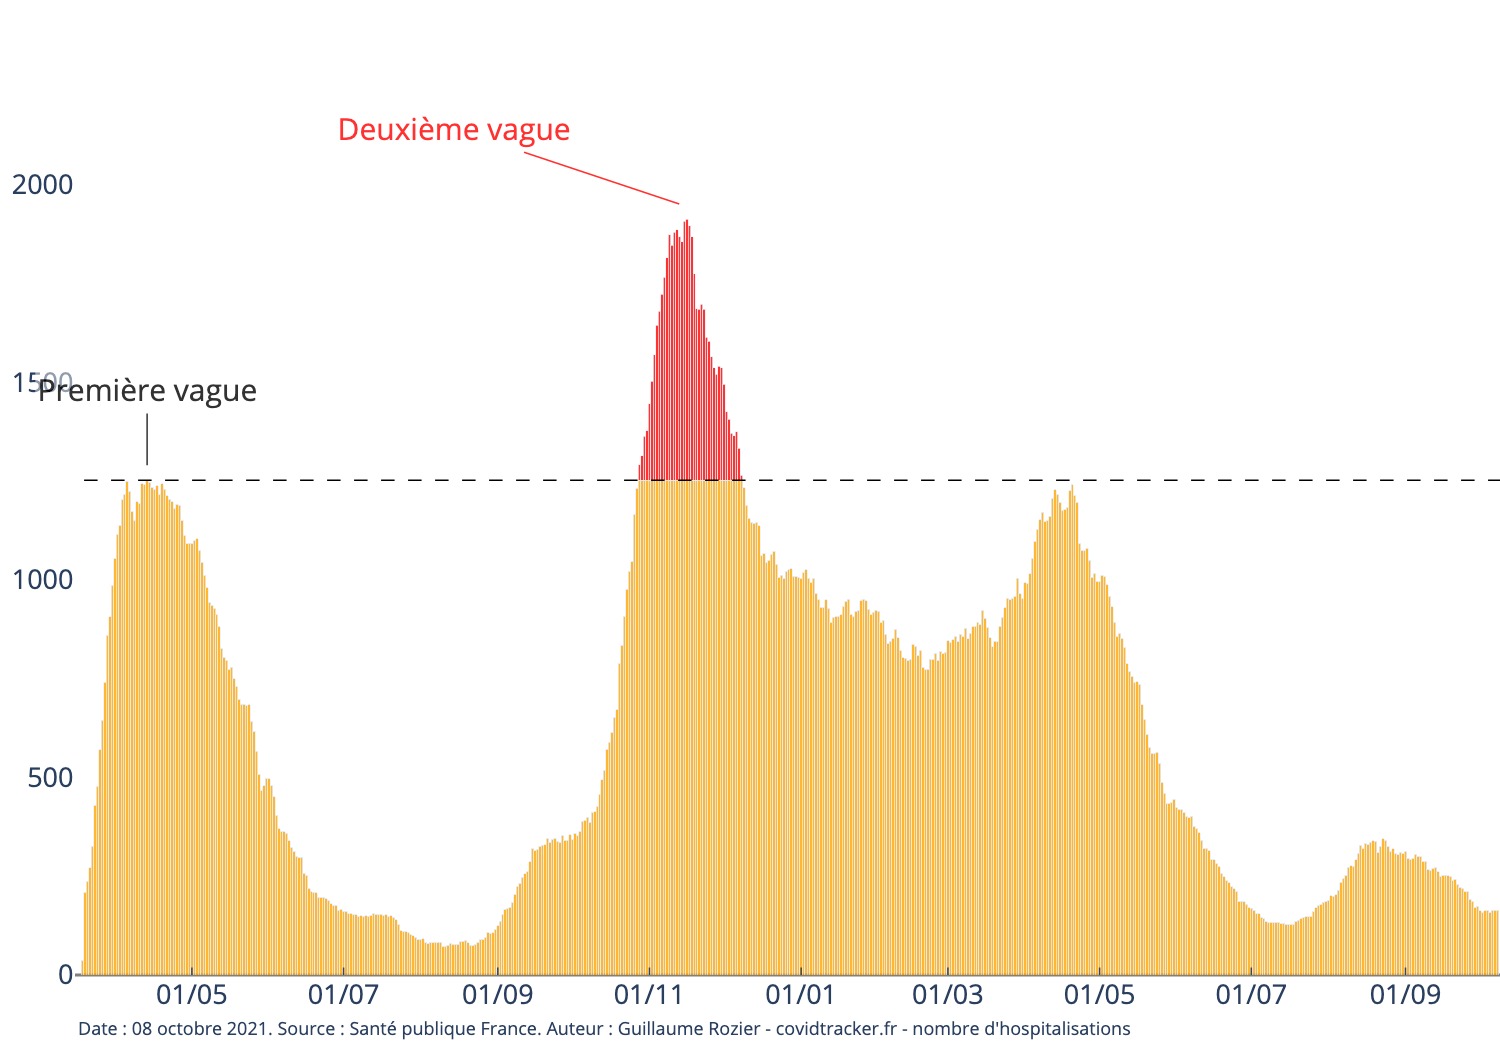 Deuxième vague
2000
1500
Première vague
1000
500
0
01/05 01/07 01/09 01/11 01/01 01/03 01/05 01/07 01/09
Date : 08 octobre 2021. Source : Santé publique France. Auteur : Guillaume Rozier - covidtracker.fr - nombre d'hospitalisations